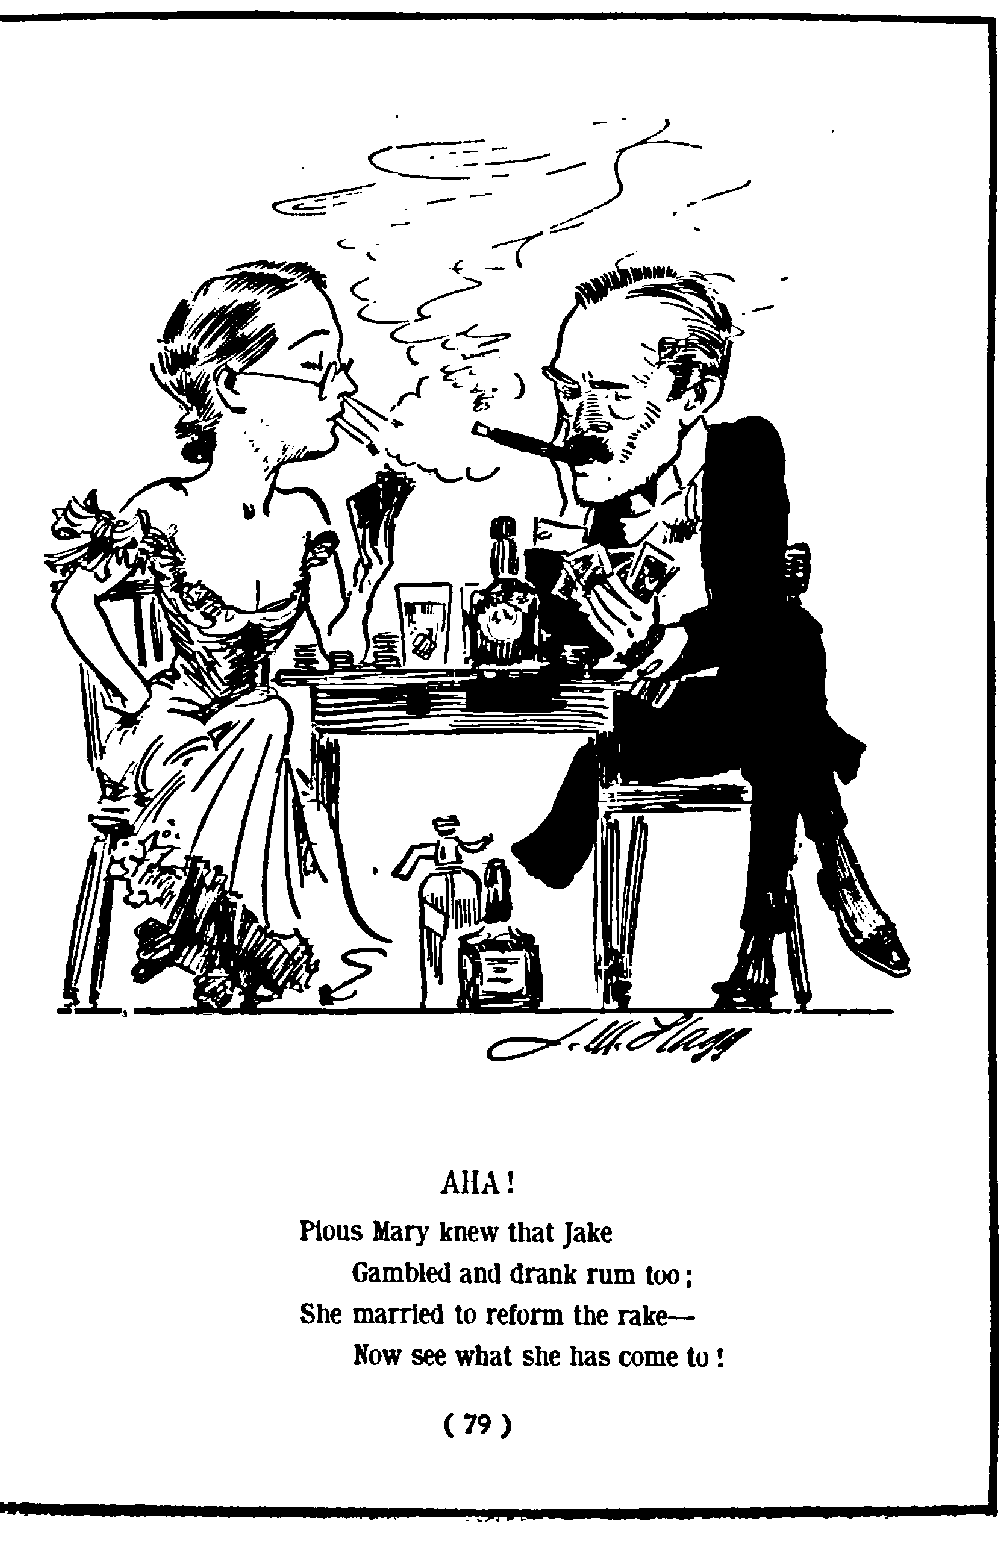 J. M. Flagg
AHA!
Pious Mary knew that Jake
Gambled and drank rum too;
She married to reform the rake—
Now see what she has come to!
(79)